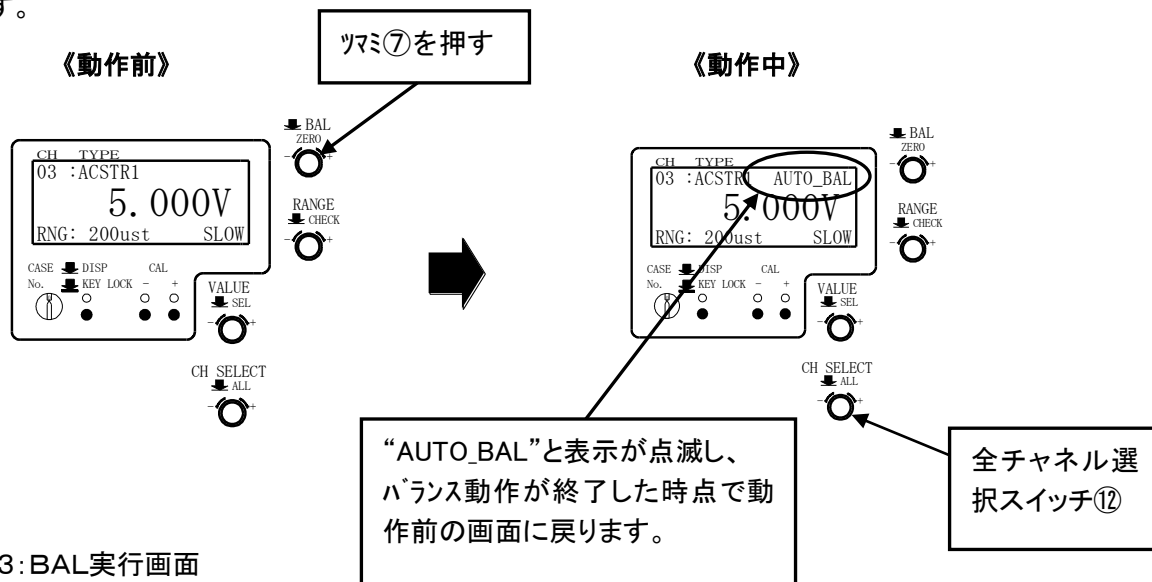 す。
《動作前》
ﾂﾏﾐ⑦を押す
《動作中》
BAL
ZERO
- +
CH TYPE
03 :ACSTR1
5.000V
RNG: 200ust SLOW
RANGE
CHECK
- +
CASE DISP CAL
No. KEY LOCK - +
VALUE
SEL
- +
CH SELECT
ALL
- +
BAL
ZERO
- +
CH TYPE
03 :ACSTR1 AUTO_BAL
5.000V
RNG: 200ust SLOW
RANGE
CHECK
- +
CASE DISP CAL
No. KEY LOCK - +
VALUE
SEL
- +
CH SELECT
ALL
- +
“AUTO_BAL”と表示が点滅し、
ﾊﾞﾗﾝｽ動作が終了した時点で動
作前の画面に戻ります。
全チャネル選
択スイッチ⑫
3：ＢＡＬ実行画面